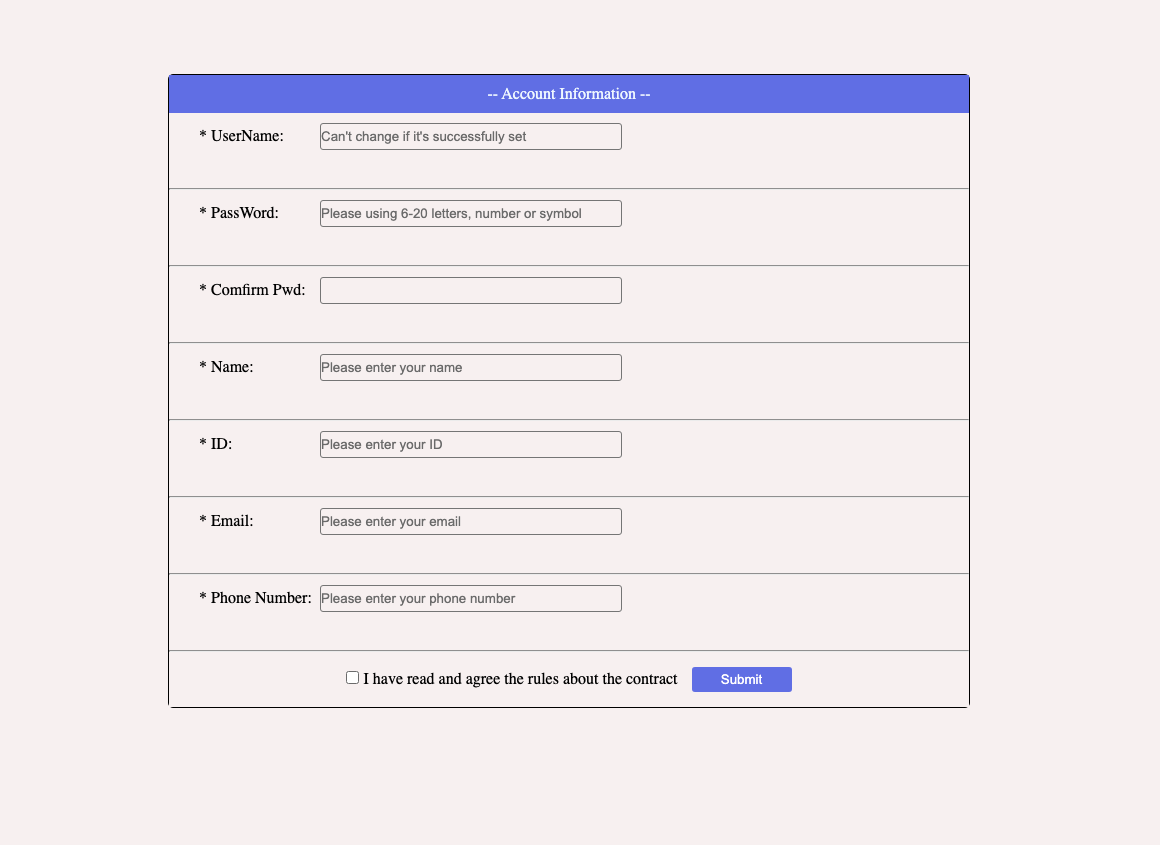 -- Account Information --
* UserName: Can't change if it's successfully set
* PassWord: Please using 6-20 letters, number or symbol
* Comfirm Pwd:
* Name: Please enter your name
* ID: Please enter your ID
* Email: Please enter your email
* Phone Number: Please enter your phone number
I have read and agree the rules about the contract Submit